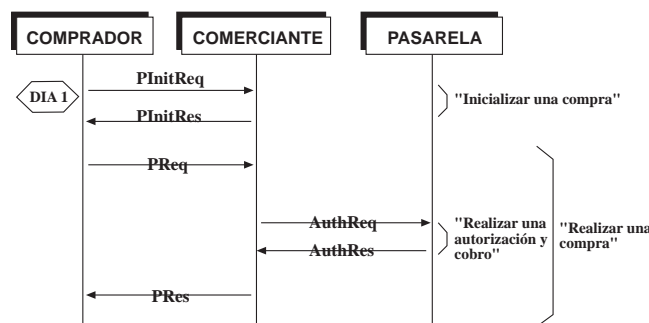 COMPRADOR COMERCIANTE PASARELA
PInitReq
DIA 1
"Inicializar una compra"
PInitRes
PReq
AuthReq
"Realizar una
autorización y
cobro"
"Realizar una
compra"
AuthRes
PRes